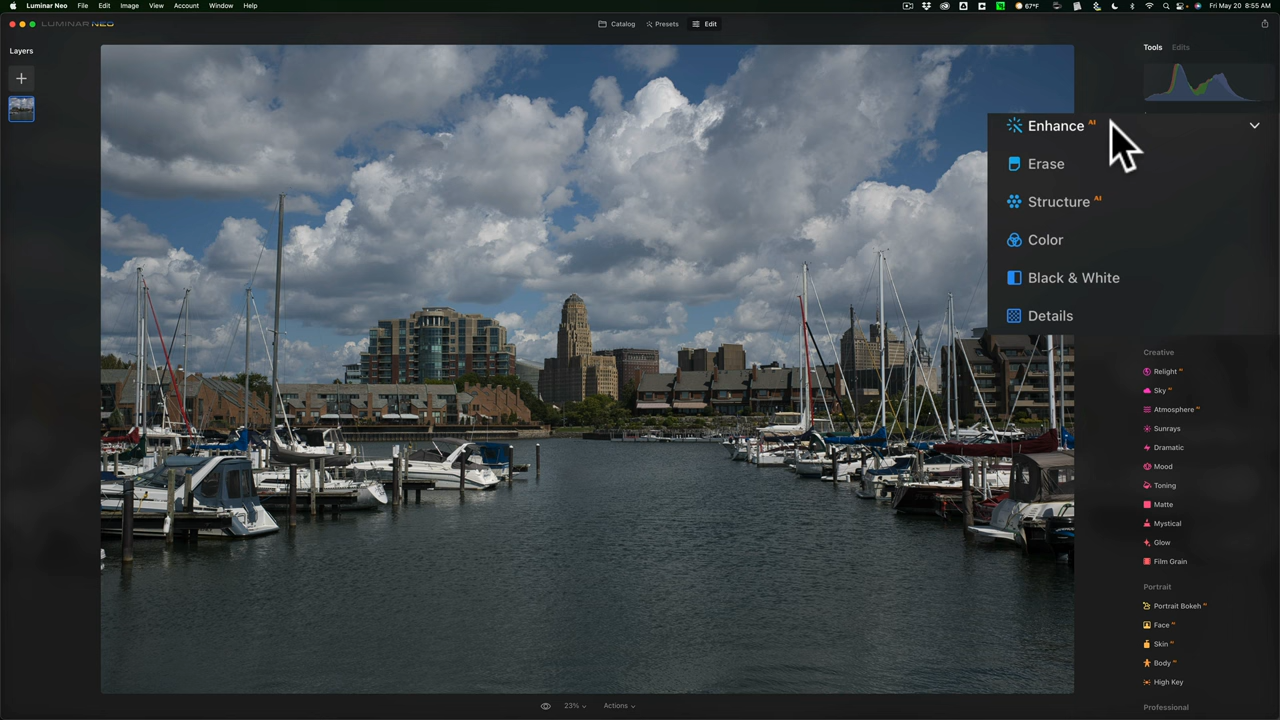 Luminar Neo File Edit Image View Account Window Help 67°F Fri May 20 8:55 AM
LUMINAR NEO Catalog Presets Edit
Layers
Tools Edits
Enhance AI
Erase
Structure AI
Color
Black & White
Details
Creative
Relight AI
Sky AI
Atmosphere AI
Sunrays
Dramatic
Mood
Toning
Matte
Mystical
Glow
Film Grain
Portrait
Portrait Bokeh AI
Face AI
Skin AI
Body AI
High Key
Professional
23% Actions